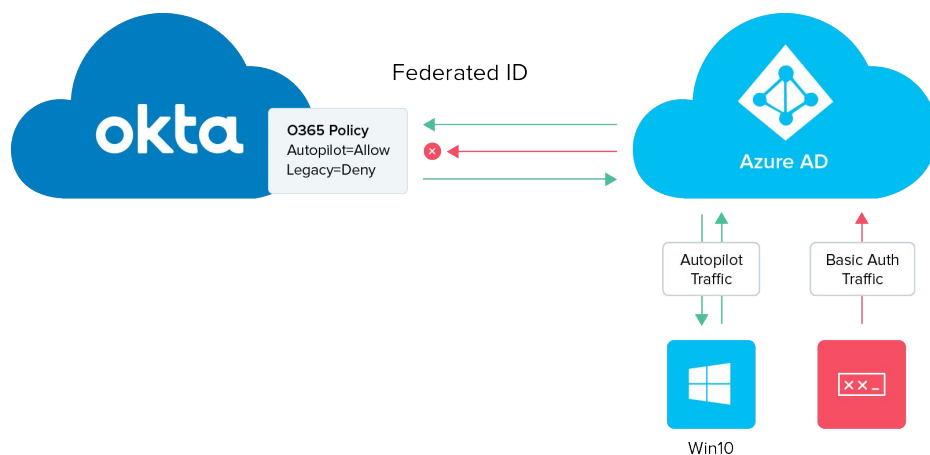 Federated ID
okta
O365 Policy
Autopilot=Allow
Legacy=Deny
Azure AD
Autopilot
Traffic
Basic Auth
Traffic
××_
Win10